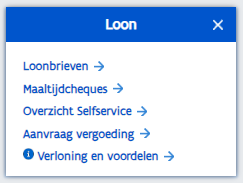 Loon
Loonbrieven
Maaltijdcheques
Overzicht Selfservice
Aanvraag vergoeding
Verloning en voordelen